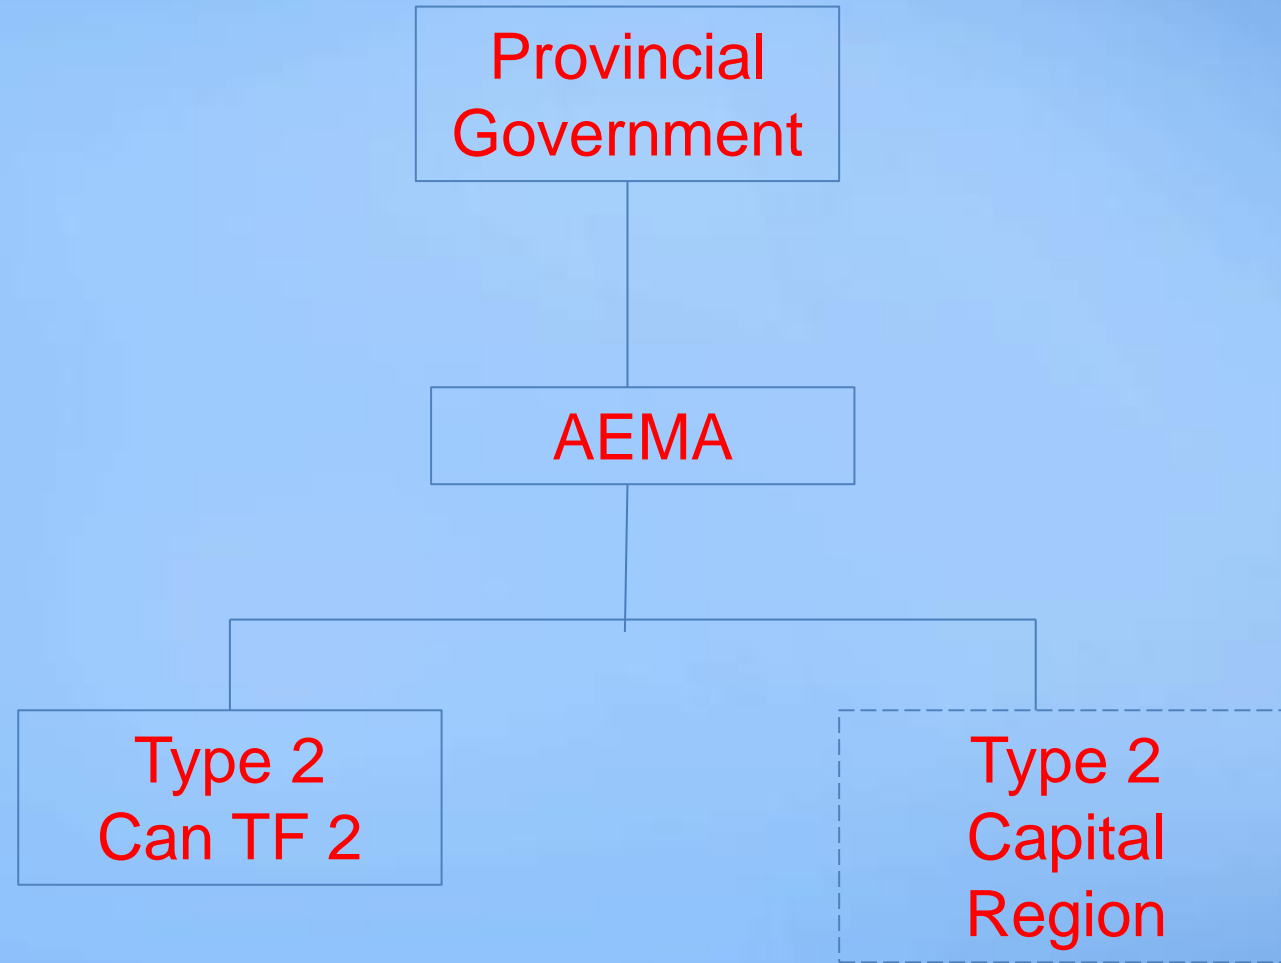 Provincial
Government
AEMA
Type 2
Can TF 2
Type 2
Capital
Region